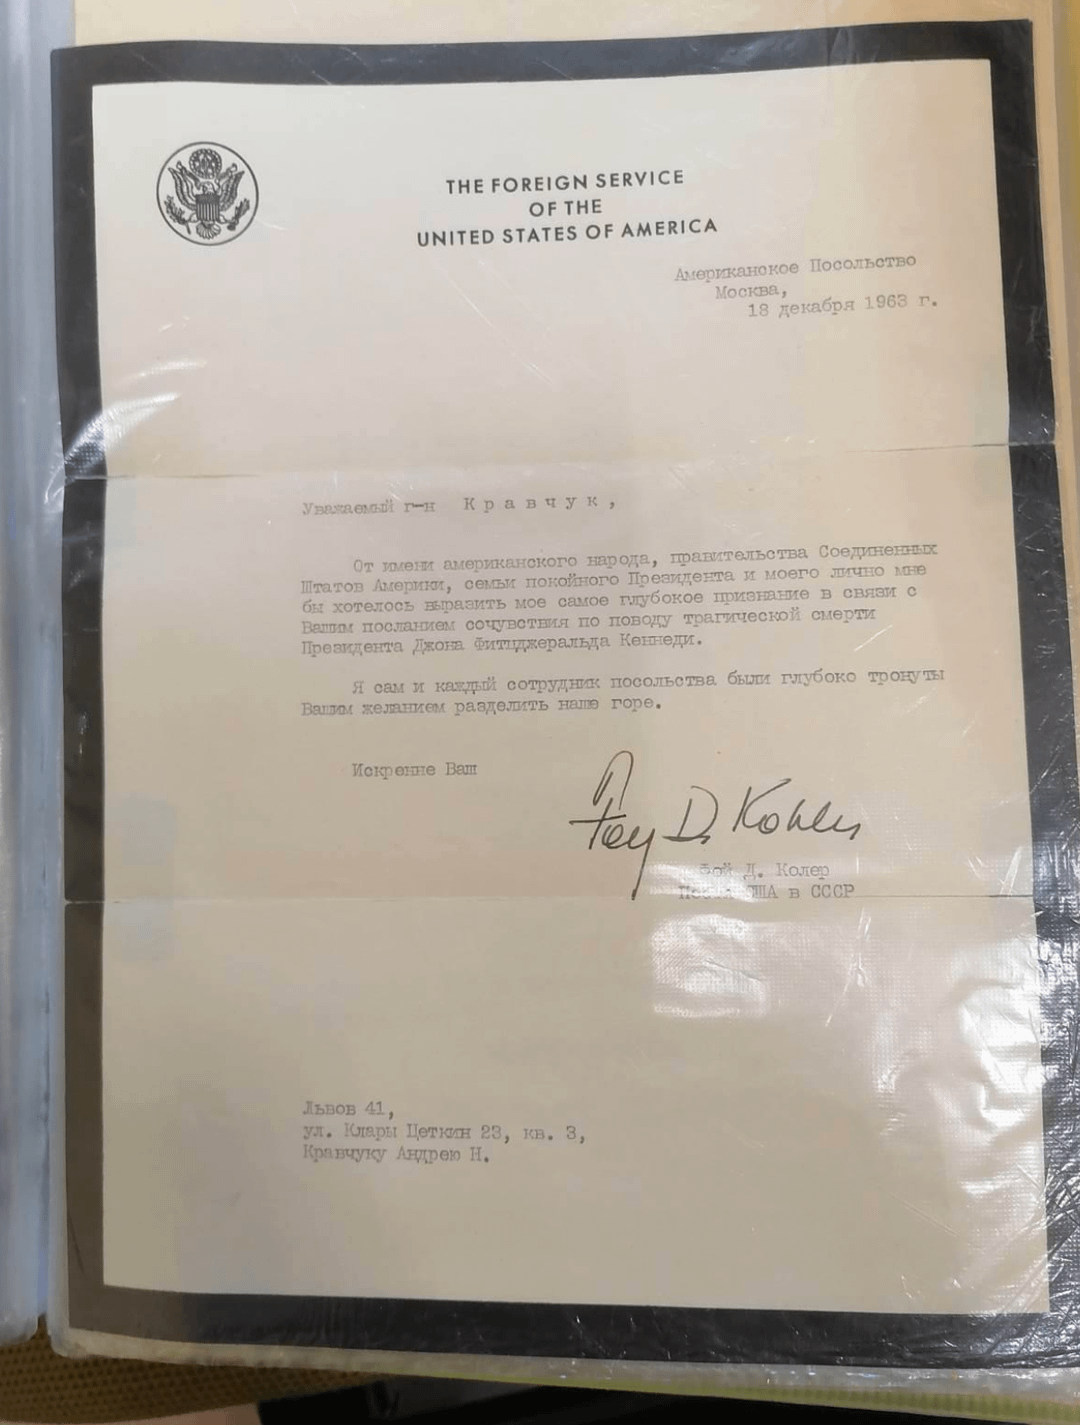 THE FOREIGN SERVICE
OF THE
UNITED STATES OF AMERICA
Американское Посольство
Москва,
18 декабря 1963 г.
Уважаемый г-н Кравчук,
От имени американского народа, правительства Соединенных
Штатов Америки, семьи покойного Президента и моего лично мне
бы хотелось выразить мое самое глубокое признание в связи с
Вашим посланием сочувствия по поводу трагической смерти
Президента Джона Фитцджеральда Кеннеди.
Я сам и каждый сотрудник посольства были глубоко тронуты
Вашим желанием разделить наше горе.
Искренне Ваш
Foy D. Kohler
Фой Д. Колер
Посол США в СССР
Львов 41,
ул. Клары Цеткин 23, кв. 3,
Кравчуку Андрею Н.